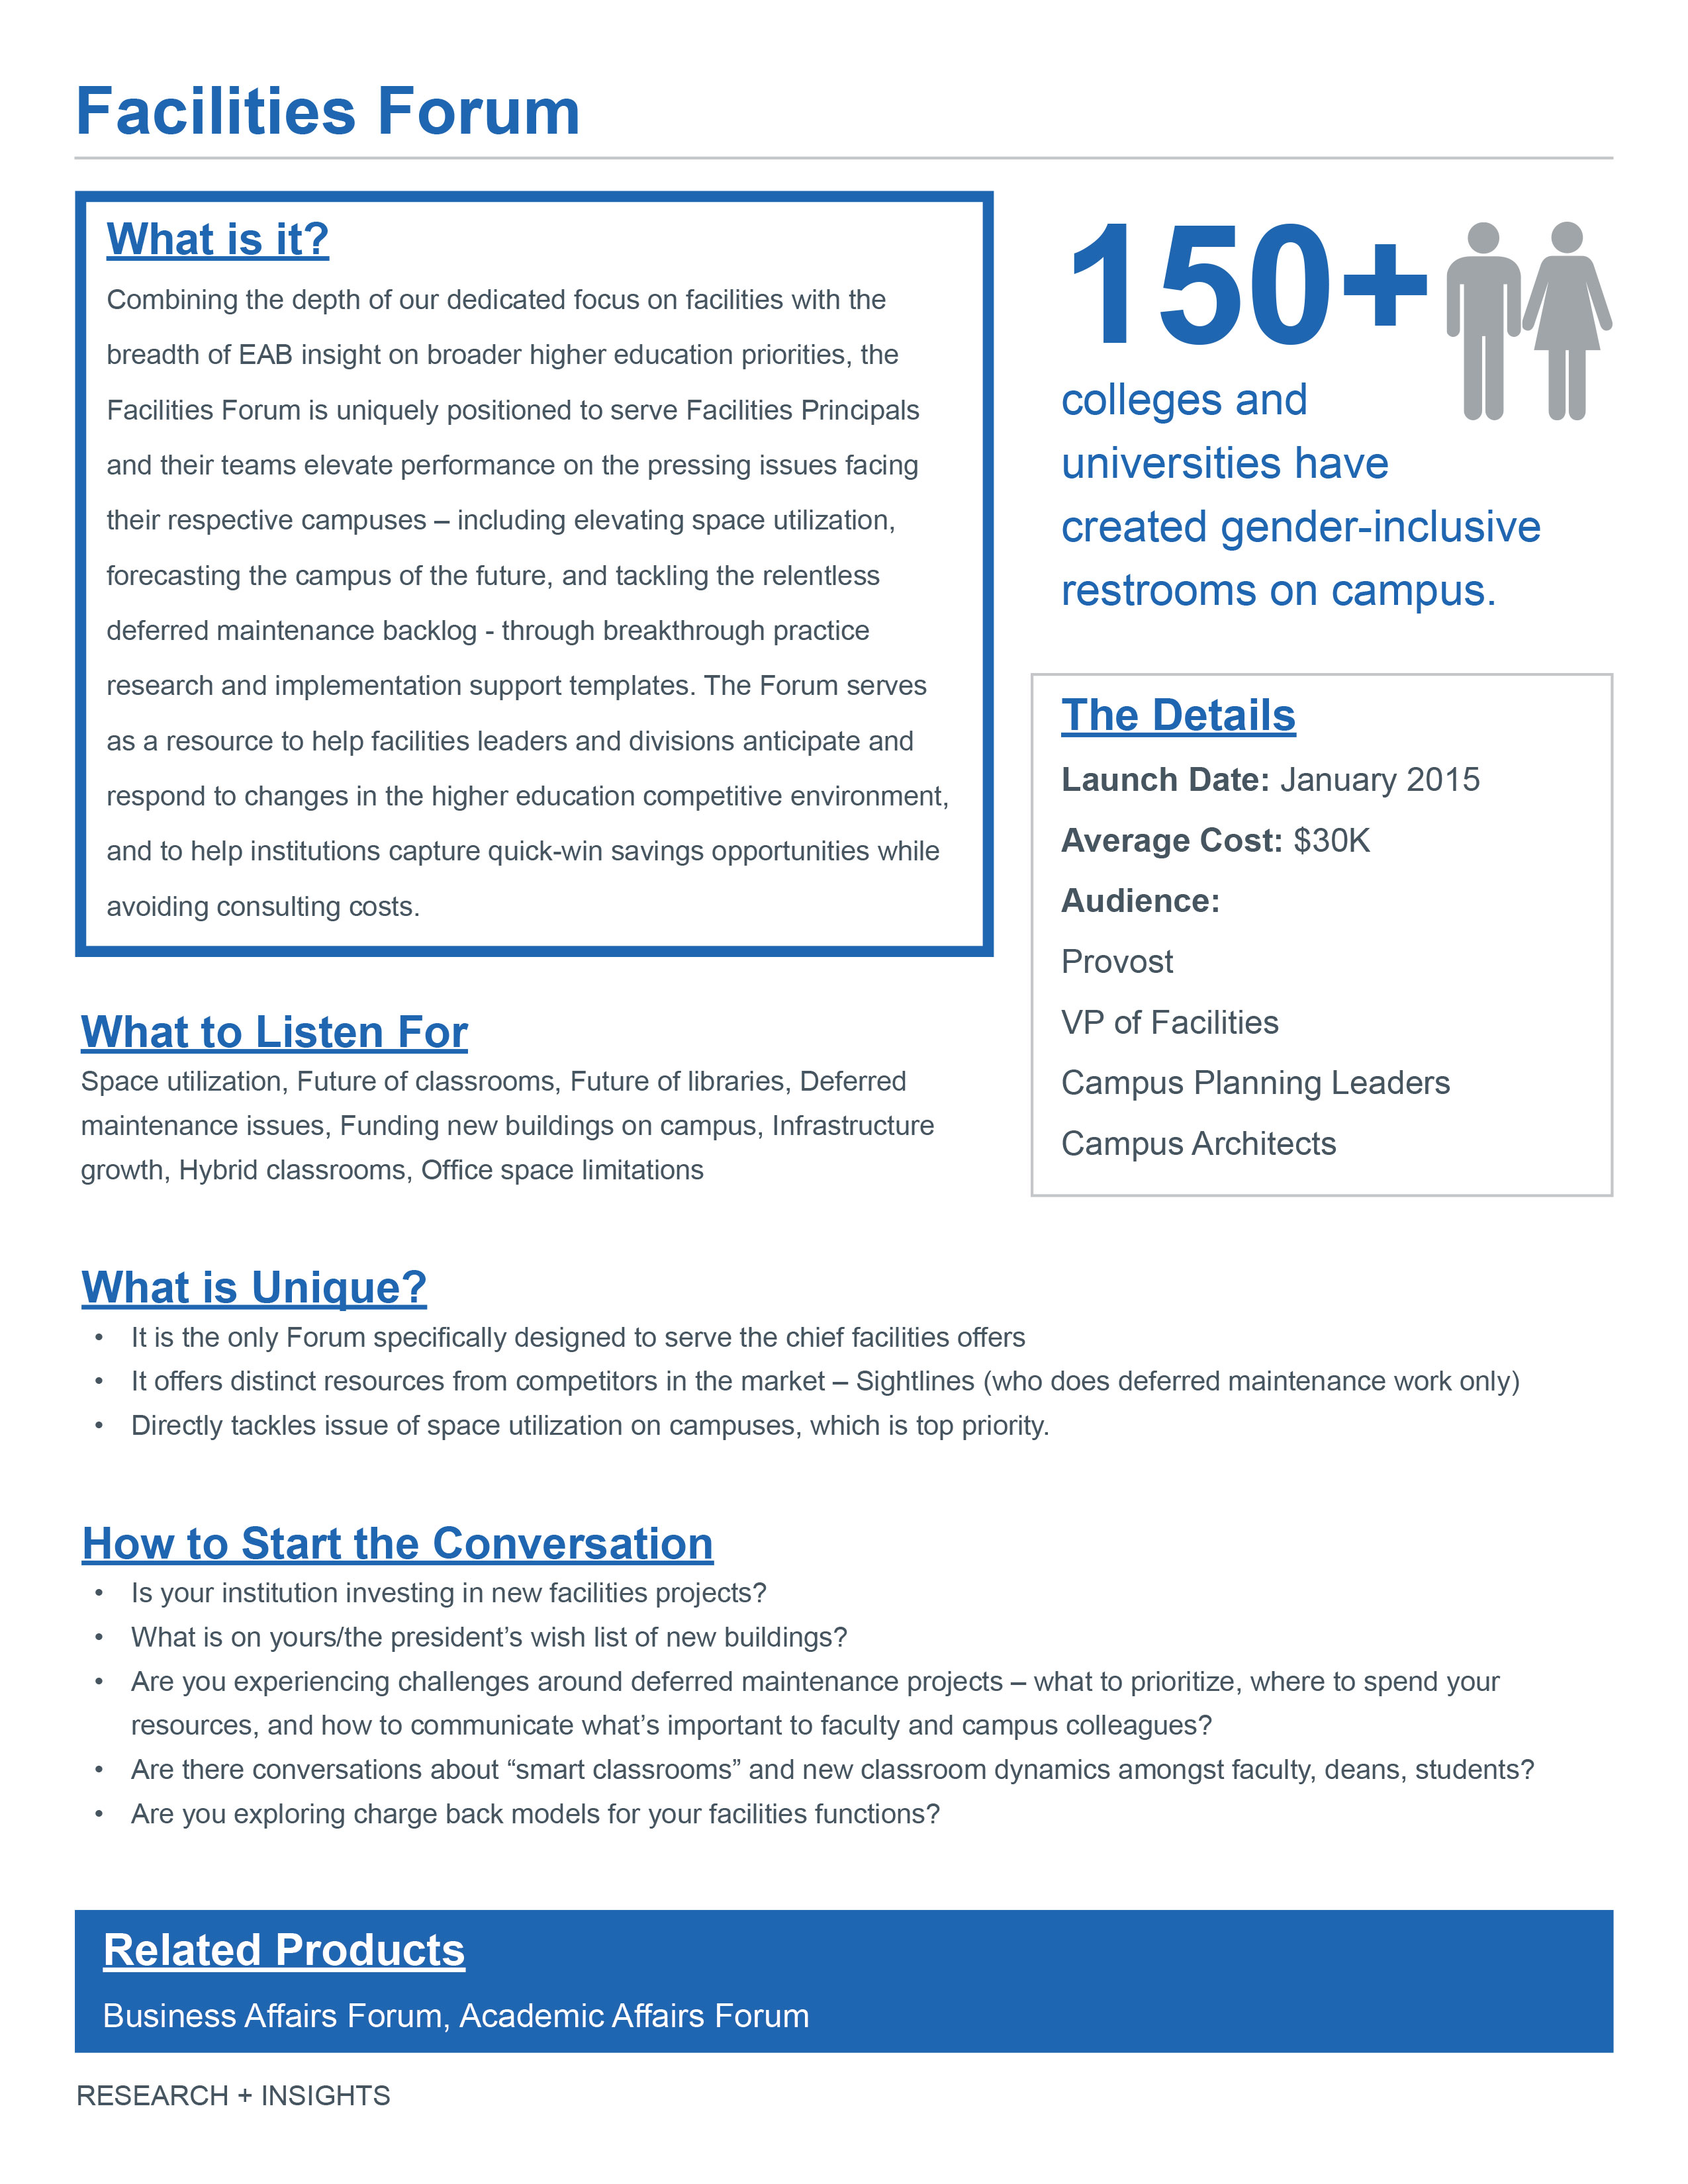 Facilities Forum
What is it?
Combining the depth of our dedicated focus on facilities with the
breadth of EAB insight on broader higher education priorities, the
Facilities Forum is uniquely positioned to serve Facilities Principals
and their teams elevate performance on the pressing issues facing
their respective campuses – including elevating space utilization,
forecasting the campus of the future, and tackling the relentless
deferred maintenance backlog - through breakthrough practice
research and implementation support templates. The Forum serves
as a resource to help facilities leaders and divisions anticipate and
respond to changes in the higher education competitive environment,
and to help institutions capture quick-win savings opportunities while
avoiding consulting costs.
150+
colleges and
universities have
created gender-inclusive
restrooms on campus.
The Details
Launch Date: January 2015
Average Cost: $30K
Audience:
Provost
VP of Facilities
Campus Planning Leaders
Campus Architects
What to Listen For
Space utilization, Future of classrooms, Future of libraries, Deferred
maintenance issues, Funding new buildings on campus, Infrastructure
growth, Hybrid classrooms, Office space limitations
What is Unique?
• It is the only Forum specifically designed to serve the chief facilities offers
• It offers distinct resources from competitors in the market – Sightlines (who does deferred maintenance work only)
• Directly tackles issue of space utilization on campuses, which is top priority.
How to Start the Conversation
• Is your institution investing in new facilities projects?
• What is on yours/the president’s wish list of new buildings?
• Are you experiencing challenges around deferred maintenance projects – what to prioritize, where to spend your
resources, and how to communicate what’s important to faculty and campus colleagues?
• Are there conversations about “smart classrooms” and new classroom dynamics amongst faculty, deans, students?
• Are you exploring charge back models for your facilities functions?
Related Products
Business Affairs Forum, Academic Affairs Forum
RESEARCH + INSIGHTS